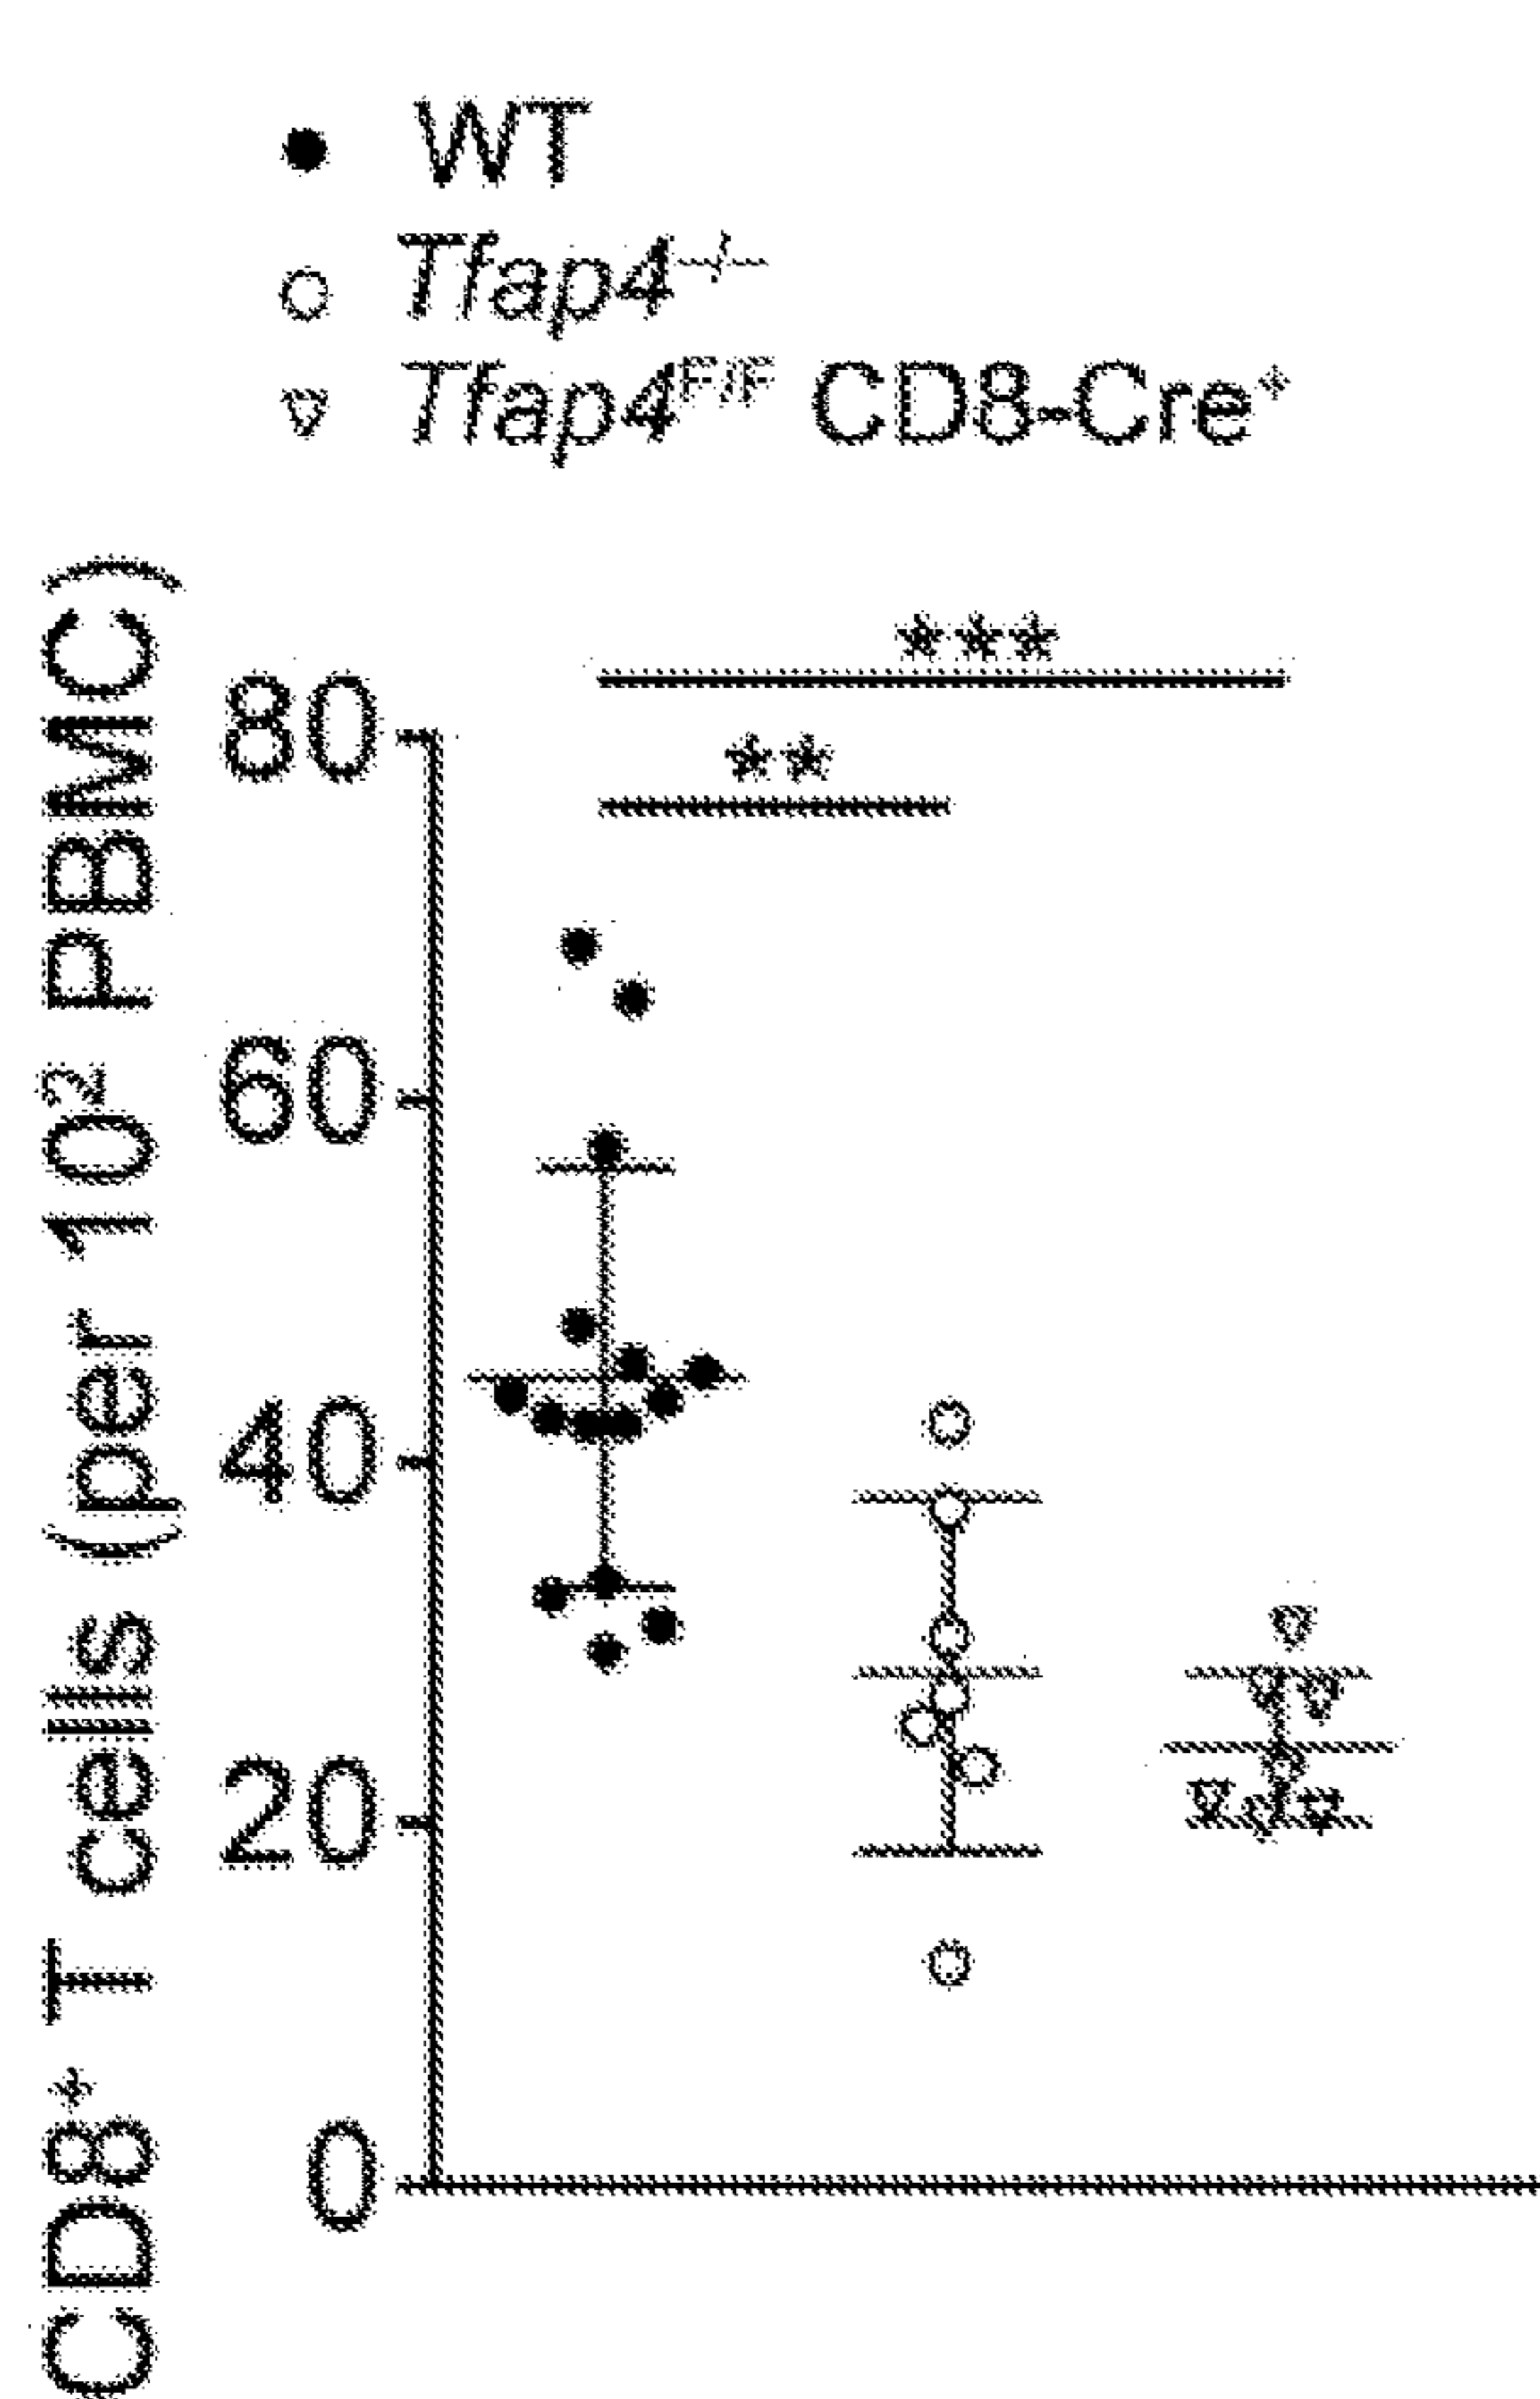 WT
Tfap4⁻/⁻
Tfap4F/F CD8-Cre⁺
CD8⁺ T cells (per 10² PBMC)
***
80
**
60
40
20
0